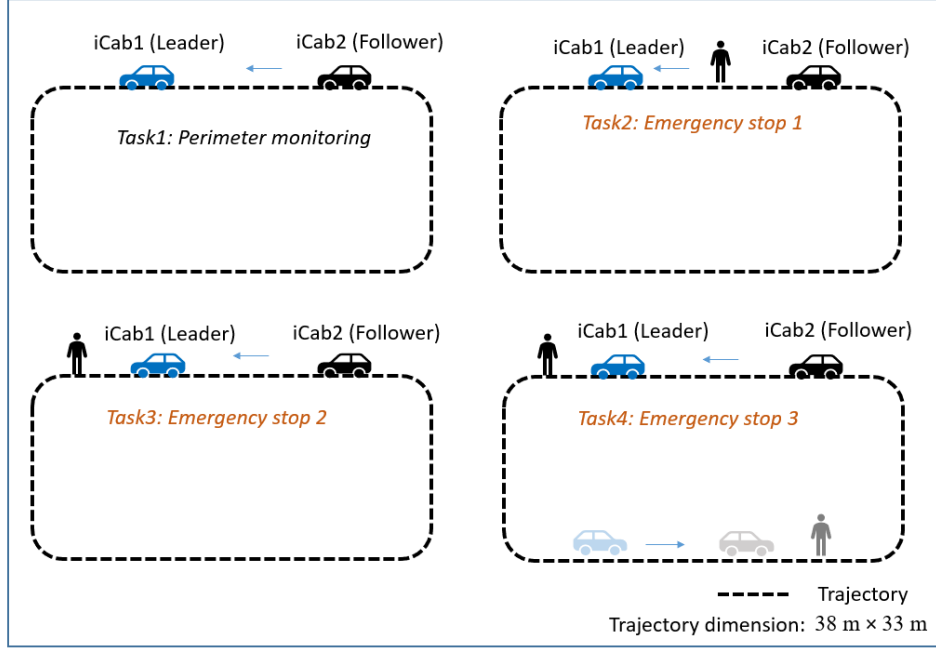 iCab1 (Leader)
iCab2 (Follower)
Task1: Perimeter monitoring
iCab1 (Leader)
iCab2 (Follower)
Task2: Emergency stop 1
iCab1 (Leader)
iCab2 (Follower)
Task3: Emergency stop 2
iCab1 (Leader)
iCab2 (Follower)
Task4: Emergency stop 3
Trajectory
Trajectory dimension: 38 m × 33 m